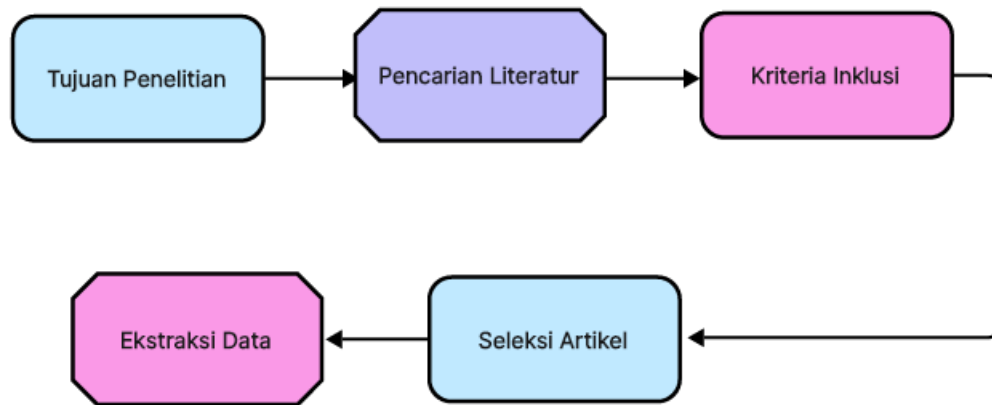 Tujuan Penelitian
Pencarian Literatur
Kriteria Inklusi
Seleksi Artikel
Ekstraksi Data